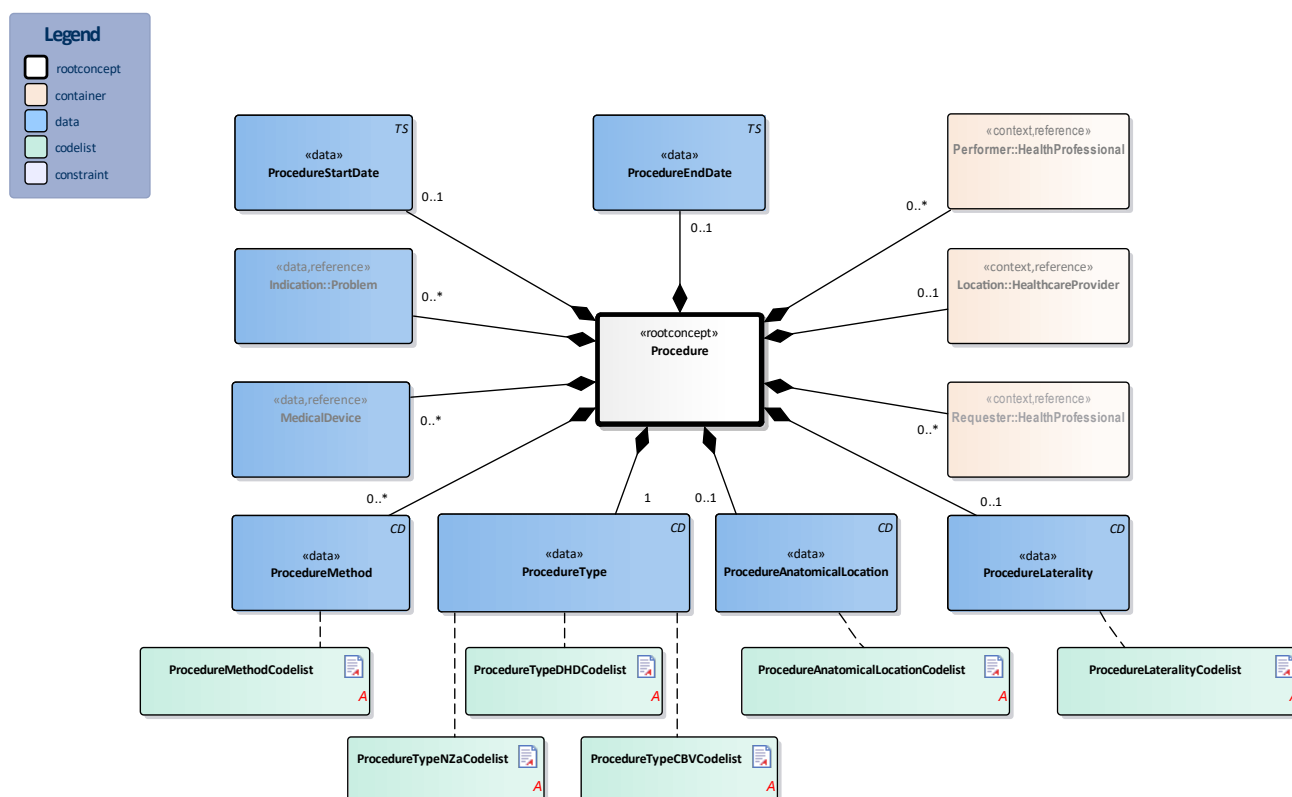 Legend
rootconcept
container
data
codelist
constraint
TS
«data»
ProcedureStartDate
0..1
TS
«data»
ProcedureEndDate
0..1
«context,reference»
Performer::HealthProfessional
0..*
«data,reference»
Indication::Problem
0..*
«context,reference»
Location::HealthcareProvider
0..1
«rootconcept»
Procedure
«data,reference»
MedicalDevice
0..*
«context,reference»
Requester::HealthProfessional
0..*
0..*
1
0..1
0..1
CD
«data»
ProcedureMethod
CD
«data»
ProcedureType
CD
«data»
ProcedureAnatomicalLocation
CD
«data»
ProcedureLaterality
ProcedureMethodCodelist
A
ProcedureTypeDHDCodelist
A
ProcedureAnatomicalLocationCodelist
A
ProcedureLateralityCodelist
A
ProcedureTypeNZaCodelist
A
ProcedureTypeCBVCodelist
A